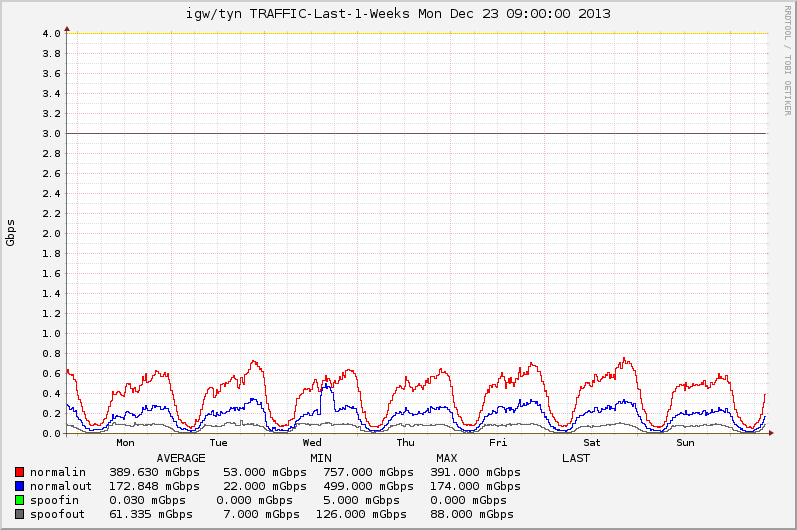 igw/tyn TRAFFIC-Last-1-Weeks Mon Dec 23 09:00:00 2013
RRDTOOL / TOBI OETIKER
Gbps
4.0
3.8
3.6
3.4
3.2
3.0
2.8
2.6
2.4
2.2
2.0
1.8
1.6
1.4
1.2
1.0
0.8
0.6
0.4
0.2
0.0
Mon Tue Wed Thu Fri Sat Sun
AVERAGE MIN MAX LAST
normalin 389.630 mGbps 53.000 mGbps 757.000 mGbps 391.000 mGbps
normalout 172.848 mGbps 22.000 mGbps 499.000 mGbps 174.000 mGbps
spoofin 0.030 mGbps 0.000 mGbps 5.000 mGbps 0.000 mGbps
spoofout 61.335 mGbps 7.000 mGbps 126.000 mGbps 88.000 mGbps